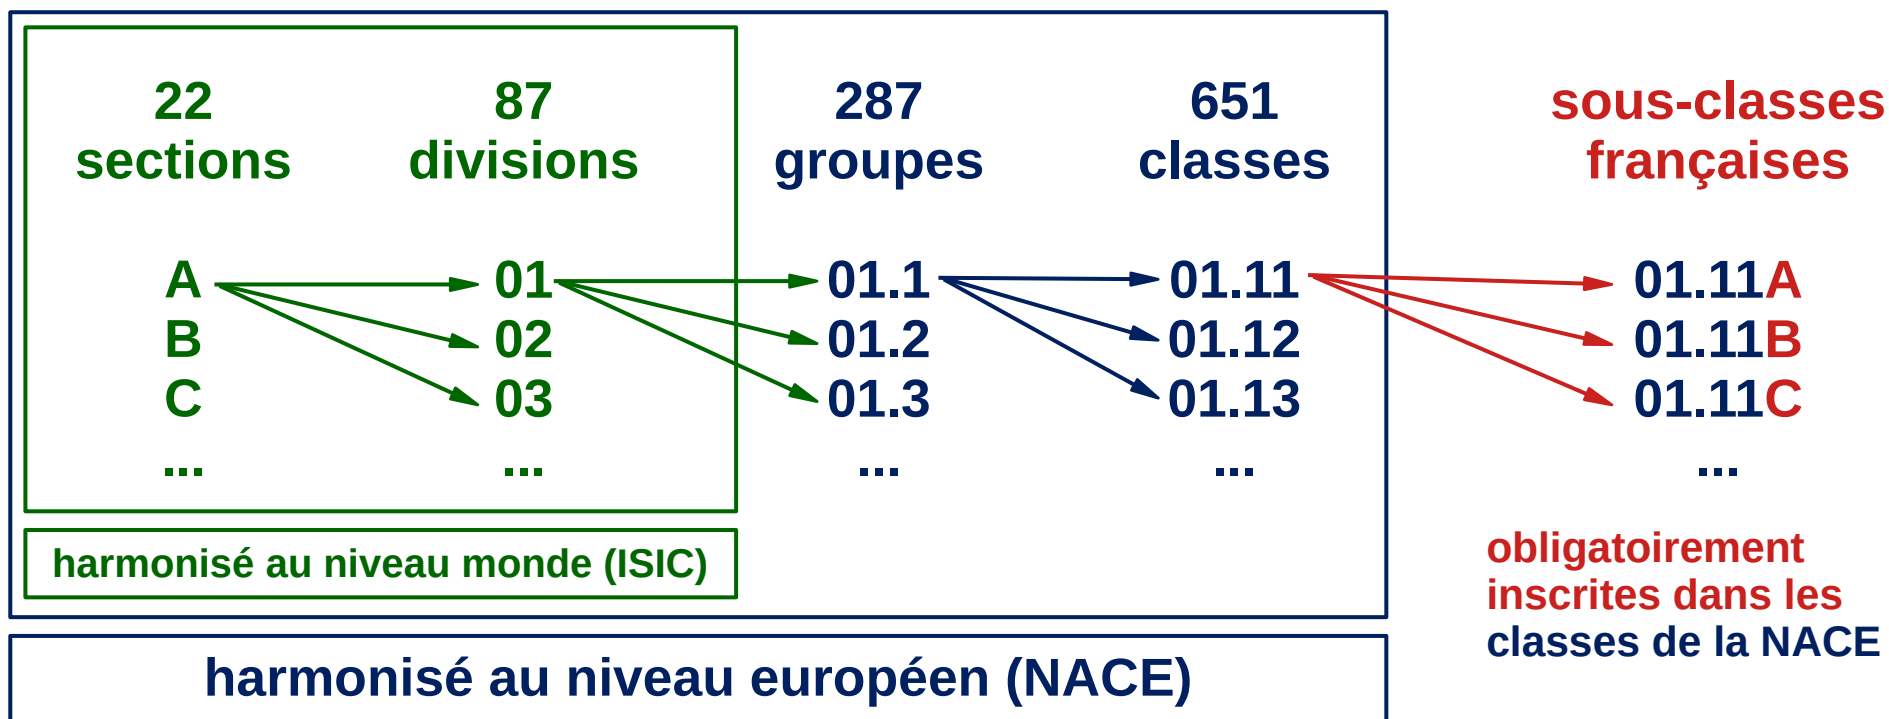 22
sections
87
divisions
287
groupes
651
classes
sous-classes
françaises
A
B
C
...
01
02
03
...
01.1
01.2
01.3
...
01.11
01.12
01.13
...
01.11A
01.11B
01.11C
...
harmonisé au niveau monde (ISIC)
obligatoirement
inscrites dans les
classes de la NACE
harmonisé au niveau européen (NACE)